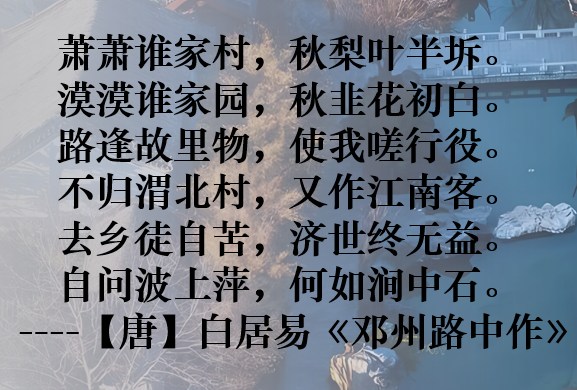 萧萧谁家村，秋梨叶半坼。
漠漠谁家园，秋韭花初白。
路逢故里物，使我嗟行役。
不归渭北村，又作江南客。
去乡徒自苦，济世终无益。
自问波上萍，何如涧中石。
----【唐】白居易《邓州路中作》